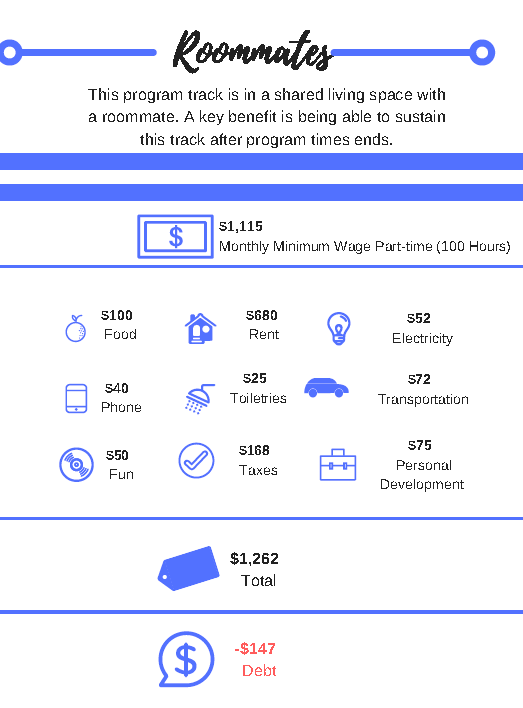 Roommates
This program track is in a shared living space with
a roommate. A key benefit is being able to sustain
this track after program times ends.
$
$1,115
Monthly Minimum Wage Part-time (100 Hours)
$100
Food
$680
Rent
$52
Electricity
$40
Phone
$25
Toiletries
$72
Transportation
$50
Fun
$168
Taxes
$75
Personal
Development
$1,262
Total
$
-$147
Debt